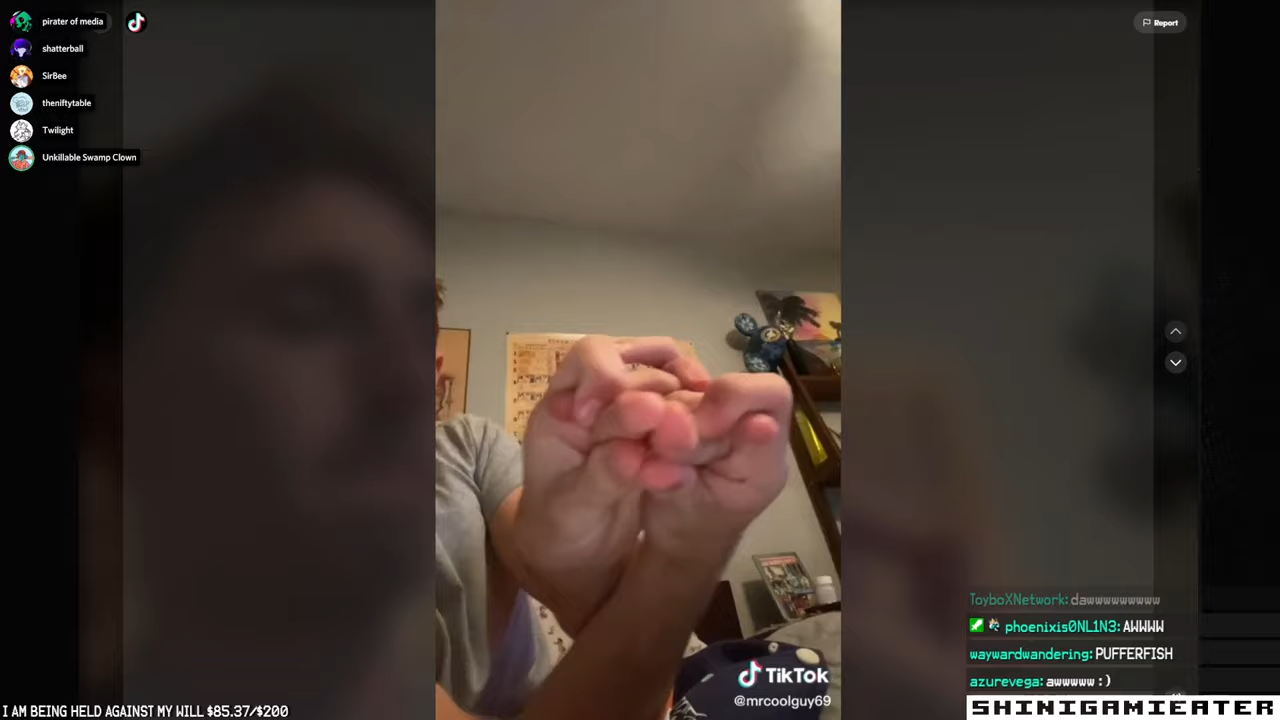 pirater of media
shatterball
SirBee
theniftytable
Twilight
Unkillable Swamp Clown
Report
TikTok
@mrcoolguy69
ToyboXNetwork: dawwwwwwwww
phoenixis0NL1N3: AWWW
waywardwandering: PUFFERFISH
azurevega: awwwww :)
I AM BEING HELD AGAINST MY WILL $85.37/$200
SHINIGAMIEATER